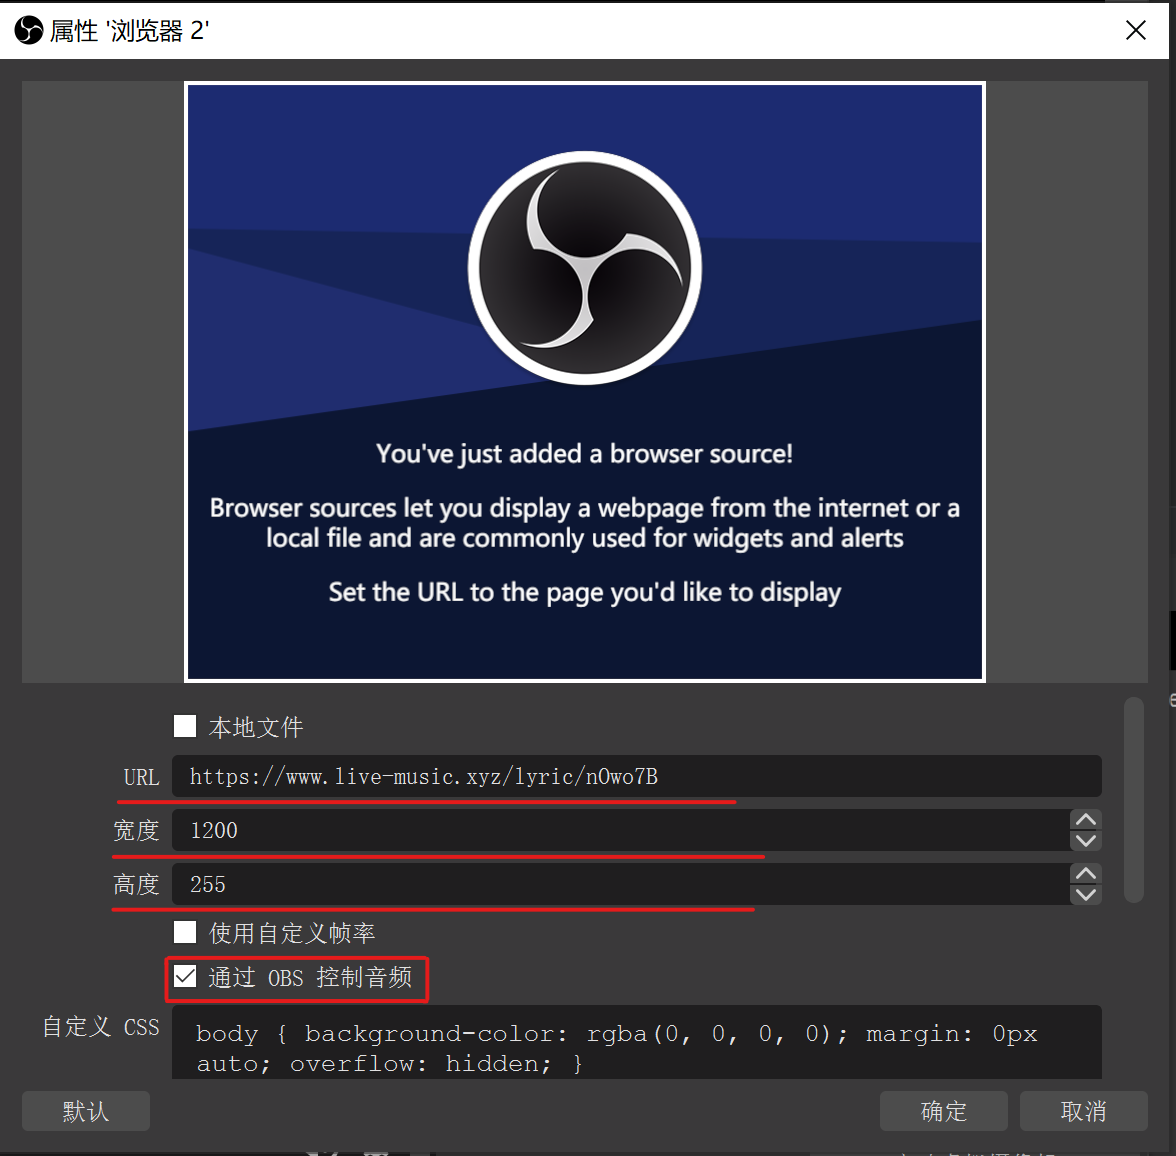 属性 '浏览器 2'
You've just added a browser source!
Browser sources let you display a webpage from the internet or a
local file and are commonly used for widgets and alerts
Set the URL to the page you'd like to display
本地文件
URL https://www.live-music.xyz/lyric/nOwo7B
宽度 1200
高度 255
使用自定义帧率
通过 OBS 控制音频
自定义 CSS body { background-color: rgba(0, 0, 0, 0); margin: 0px
auto; overflow: hidden; }
默认 确定 取消